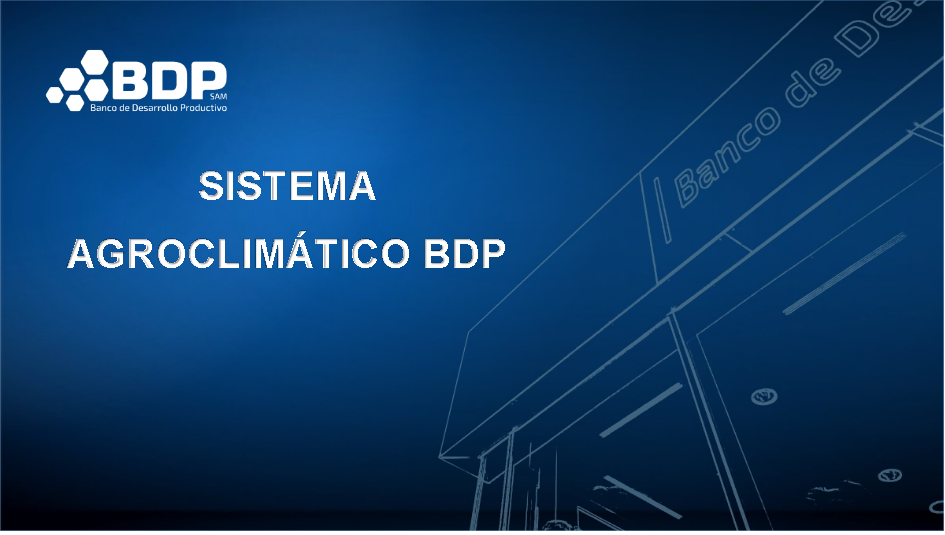 BDP
SAM
Banco de Desarrollo Productivo
SISTEMA
AGROCLIMÁTICO BDP
Banco de De